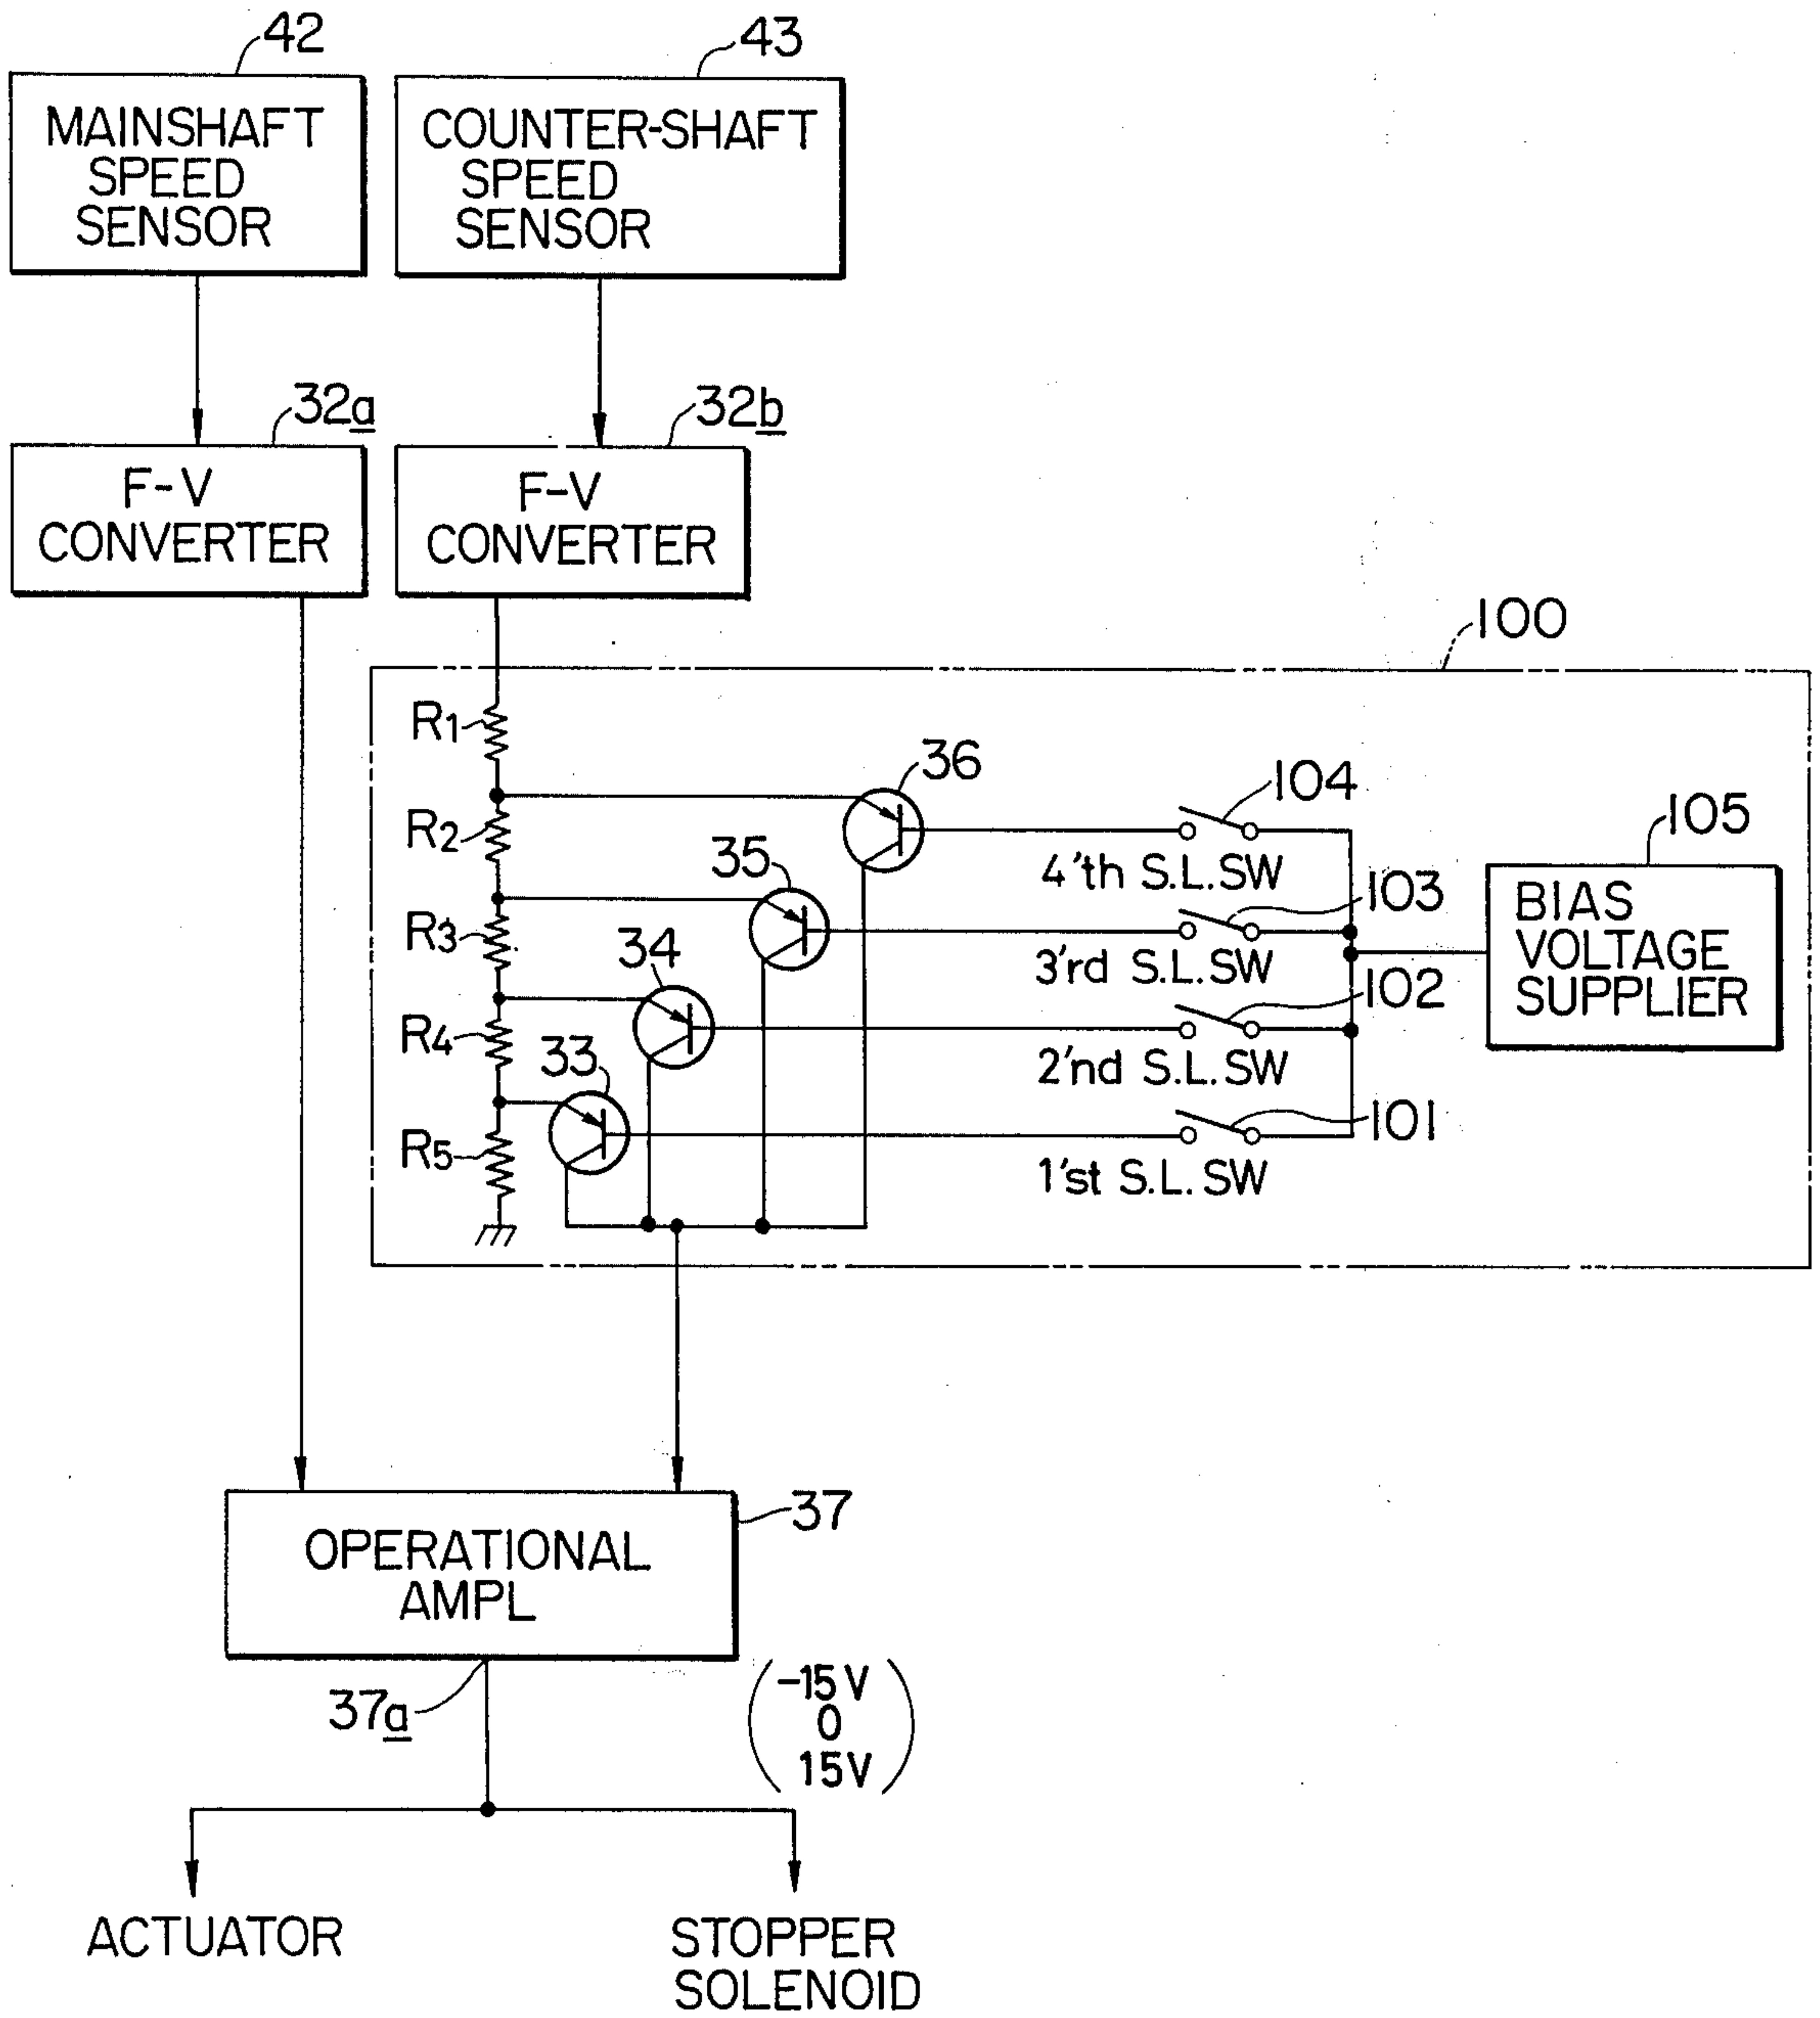 42
43
MAINSHAFT
SPEED
SENSOR
COUNTER-SHAFT
SPEED
SENSOR
32a
32b
F-V
CONVERTER
F-V
CONVERTER
100
R1
36
104
R2
105
35
4'th S.L.SW
103
BIAS
VOLTAGE
SUPPLIER
R3
34
3'rd S.L.SW
102
R4
33
2'nd S.L.SW
101
R5
1'st S.L.SW
37
OPERATIONAL
AMPL
37a
-15V
0
15V
ACTUATOR
STOPPER
SOLENOID